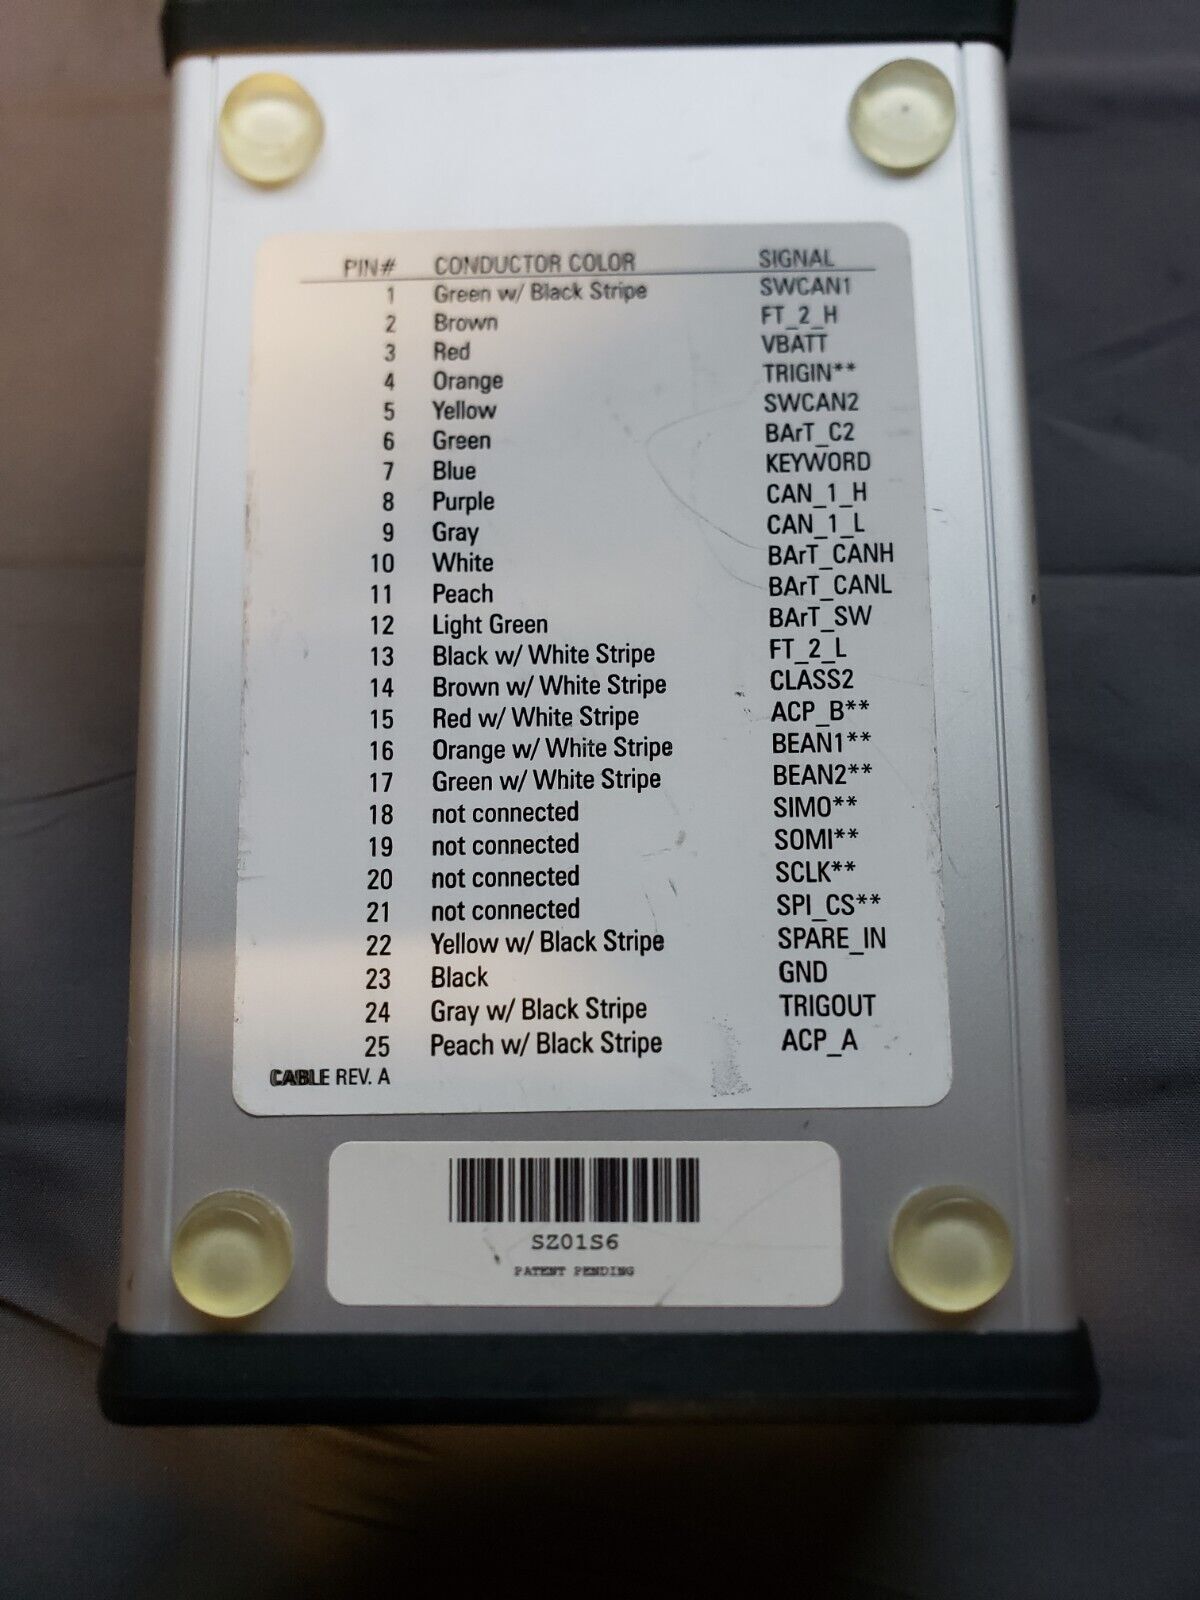 PIN# CONDUCTOR COLOR SIGNAL
1 Green w/ Black Stripe SWCAN1
2 Brown FT_2_H
3 Red VBATT
4 Orange TRIGIN**
5 Yellow SWCAN2
6 Green BArT_C2
7 Blue KEYWORD
8 Purple CAN_1_H
9 Gray CAN_1_L
10 White BArT_CANH
11 Peach BArT_CANL
12 Light Green BArT_SW
13 Black w/ White Stripe FT_2_L
14 Brown w/ White Stripe CLASS2
15 Red w/ White Stripe ACP_B**
16 Orange w/ White Stripe BEAN1**
17 Green w/ White Stripe BEAN2**
18 not connected SIMO**
19 not connected SOMI**
20 not connected SCLK**
21 not connected SPI_CS**
22 Yellow w/ Black Stripe SPARE_IN
23 Black GND
24 Gray w/ Black Stripe TRIGOUT
25 Peach w/ Black Stripe ACP_A
CABLE REV. A
SZ01S6
PATENT PENDING